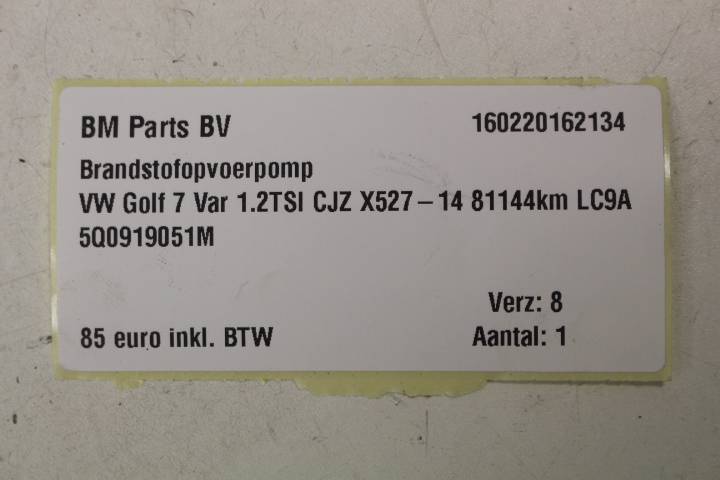 BM Parts BV 160220162134
Brandstofopvoerpomp
VW Golf 7 Var 1.2TSI CJZ X527 – 14 81144km LC9A
5Q0919051M
Verz: 8
85 euro inkl. BTW Aantal: 1